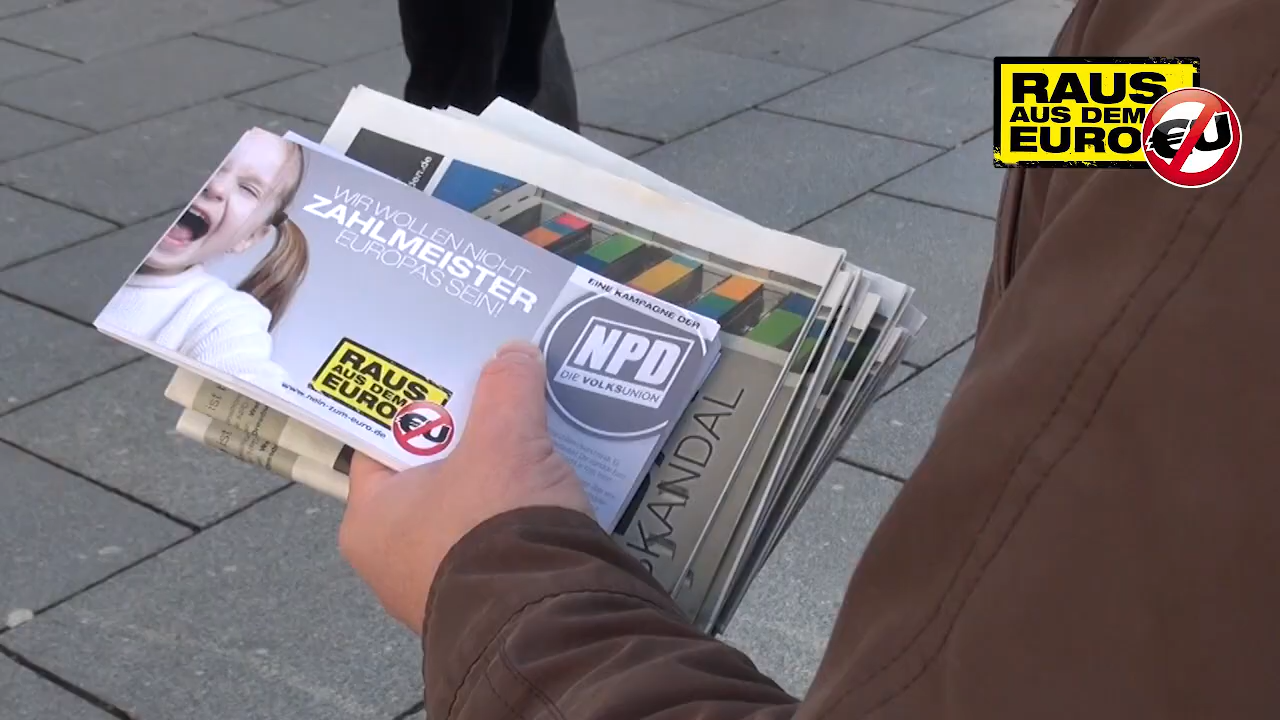 RAUS
AUS DEM
EURO
€U
WIR WOLLEN NICHT
ZAHLMEISTER
EUROPAS SEIN!
EINE KAMPAGNE DER
NPD
DIE VOLKSUNION
RAUS
AUS DEM
EURO
€U
www.nein-zum-euro.de
SKANDAL